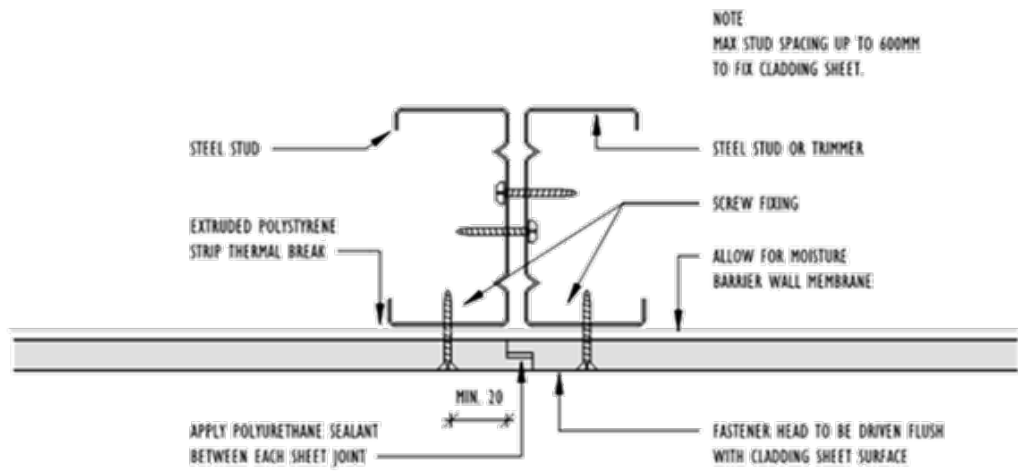 NOTE
MAX STUD SPACING UP TO 600MM
TO FIX CLADDING SHEET.
STEEL STUD
STEEL STUD OR TRIMMER
SCREW FIXING
EXTRUDED POLYSTYRENE
STRIP THERMAL BREAK
ALLOW FOR MOISTURE
BARRIER WALL MEMBRANE
MIN. 20
APPLY POLYURETHANE SEALANT
BETWEEN EACH SHEET JOINT
FASTENER HEAD TO BE DRIVEN FLUSH
WITH CLADDING SHEET SURFACE